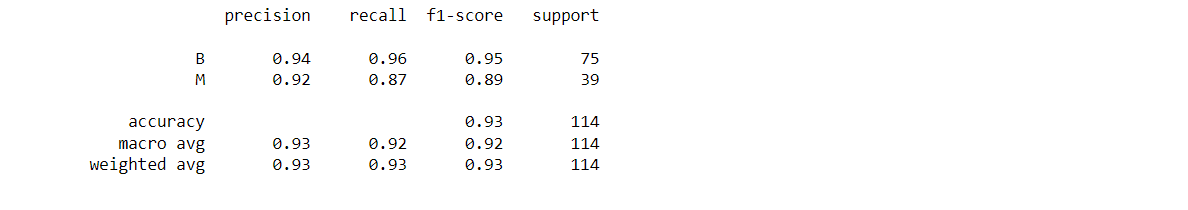 precision recall f1-score support
B 0.94 0.96 0.95 75
M 0.92 0.87 0.89 39
accuracy 0.93 114
macro avg 0.93 0.92 0.92 114
weighted avg 0.93 0.93 0.93 114